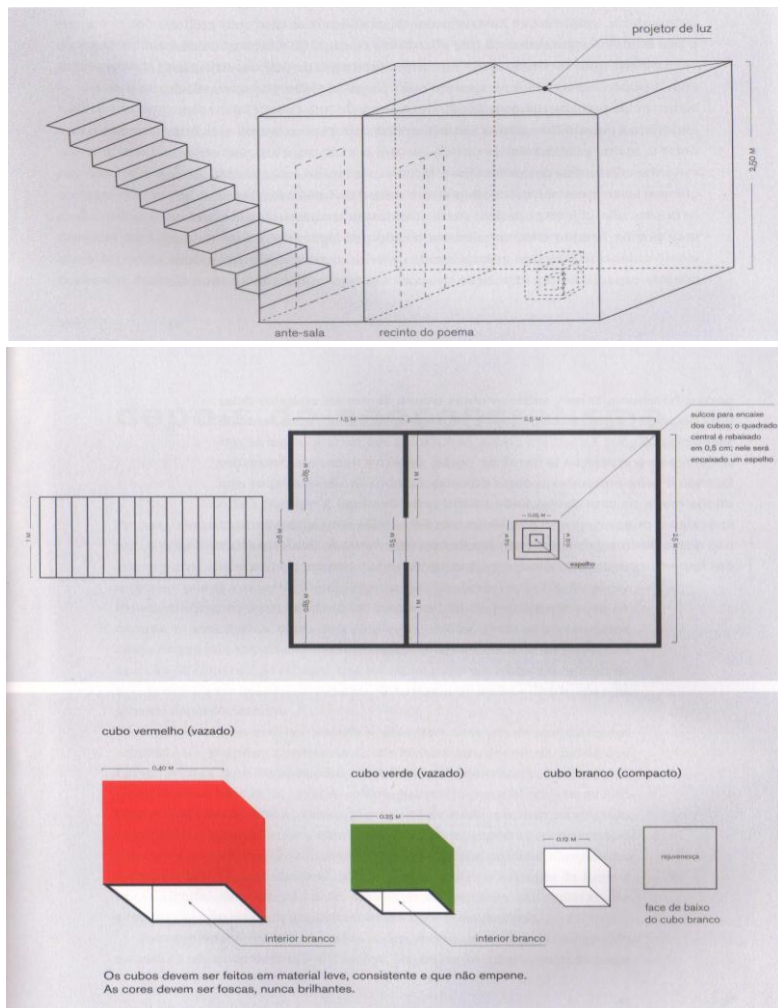 projetor de luz
2,50 M
ante-sala
recinto do poema
sulcos para encaixe
dos cubos; o quadrado
central é rebaixado
em 0,5 cm; nele será
encaixado um espelho
1,5 M
1 M
1 M
1 M
espelho
cubo vermelho (vazado)
0,40 M
interior branco
cubo verde (vazado)
0,25 M
interior branco
cubo branco (compacto)
rejuvenesça
face de baixo
do cubo branco
Os cubos devem ser feitos em material leve, consistente e que não empene.
As cores devem ser foscas, nunca brilhantes.